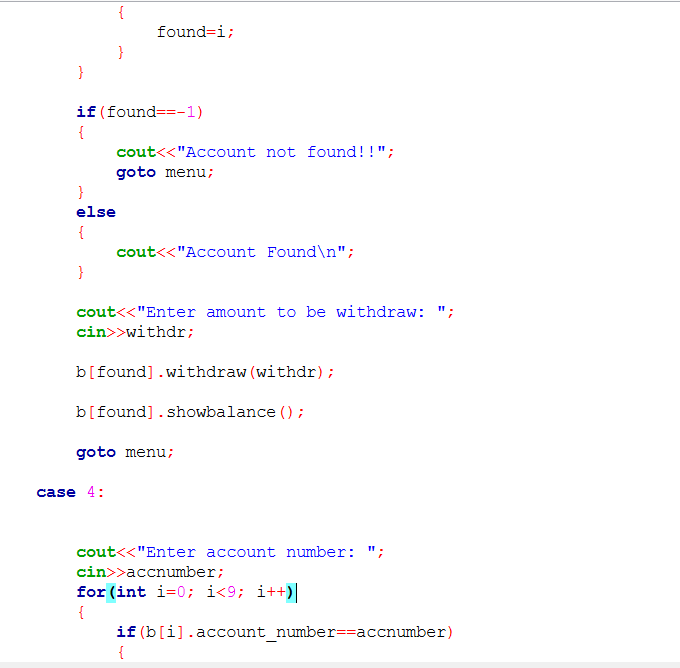 {
found=i;
}
}
if(found==-1)
{
cout<<"Account not found!!";
goto menu;
}
else
{
cout<<"Account Found\n";
}
cout<<"Enter amount to be withdraw: ";
cin>>withdr;
b[found].withdraw(withdr);
b[found].showbalance();
goto menu;
case 4:
cout<<"Enter account number: ";
cin>>accnumber;
for(int i=0; i<9; i++)
{
if(b[i].account_number==accnumber)
{